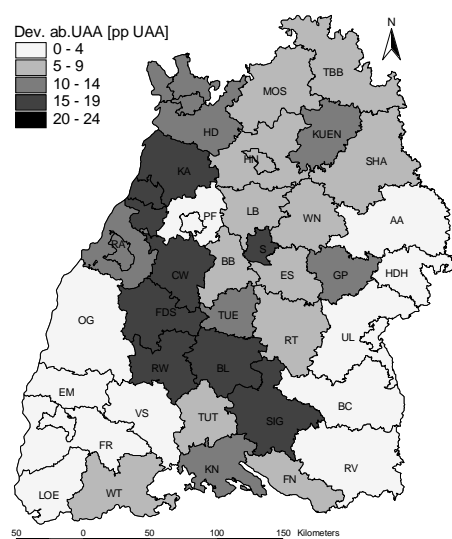 Dev. ab.UAA [pp UAA]
0 - 4
5 - 9
10 - 14
15 - 19
20 - 24
N
TBB
MOS
HD
KUEN
HN
SHA
KA
PF
LB
WN
AA
RA
S
HDH
CW
BB
ES
GP
OG
FDS
TUE
RT
UL
RW
BL
EM
VS
TUT
SIG
BC
FR
KN
RV
LOE
WT
FN
50 0 50 100 150 Kilometers